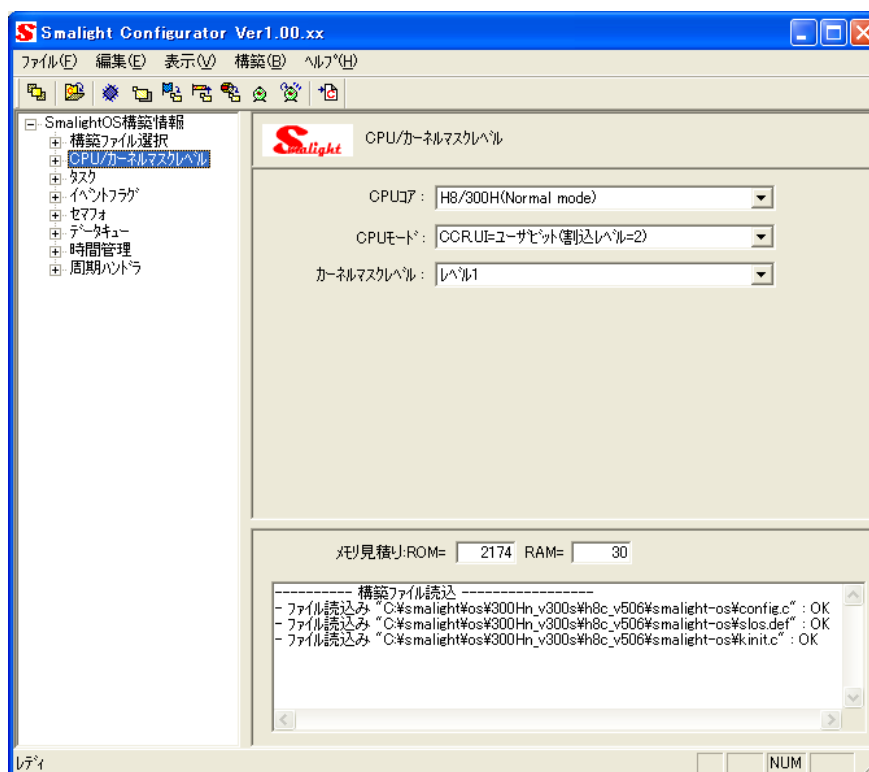 Smalight Configurator Ver1.00.xx
ファイル(F) 編集(E) 表示(V) 構築(B) ヘルプ(H)
SmalightOS構築情報
構築ファイル選択
CPU/カーネルマスクレベル
タスク
イベントフラグ
セマフォ
データキュー
時間管理
周期ハンドラ
Smalight
CPU/カーネルマスクレベル
CPUコア : H8/300H(Normal mode)
CPUモード : CCR.UI=ユーザビット(割込レベル=2)
カーネルマスクレベル : レベル1
メモリ見積り:ROM= 2174 RAM= 30
---------- 構築ファイル読込 -----------------
- ファイル読込み "C:¥smalight¥os¥300Hn_v300s¥h8c_v506¥smalight-os¥config.c" : OK
- ファイル読込み "C:¥smalight¥os¥300Hn_v300s¥h8c_v506¥smalight-os¥slos.def" : OK
- ファイル読込み "C:¥smalight¥os¥300Hn_v300s¥h8c_v506¥smalight-os¥kinit.c" : OK
レディ
NUM